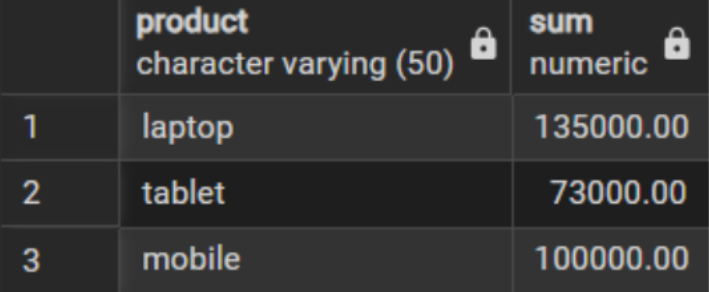 product sum
character varying (50) numeric
1 laptop 135000.00
2 tablet 73000.00
3 mobile 100000.00